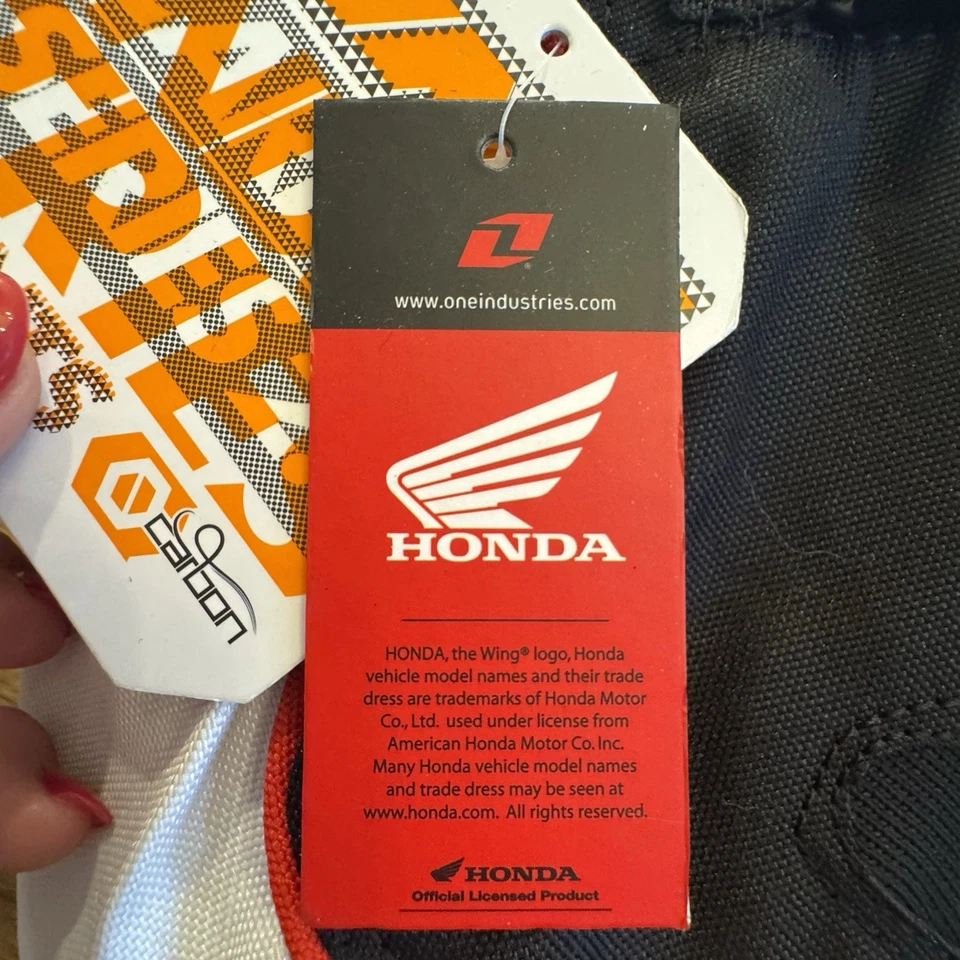 www.oneindustries.com
HONDA
HONDA, the Wing® logo, Honda
vehicle model names and their trade
dress are trademarks of Honda Motor
Co., Ltd. used under license from
American Honda Motor Co. Inc.
Many Honda vehicle model names
and trade dress may be seen at
www.honda.com. All rights reserved.
HONDA
Official Licensed Product
carbon